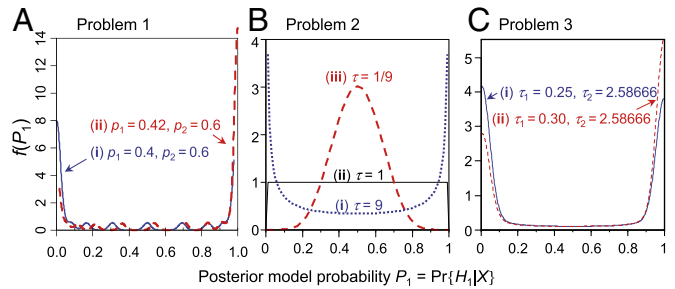 A Problem 1
B Problem 2
C Problem 3
f(P1)
14
12
10
8
6
4
2
0
(ii) p1 = 0.42, p2 = 0.6
(i) p1 = 0.4, p2 = 0.6
0.0 0.2 0.4 0.6 0.8 1.0
4
3
2
1
0
(iii) τ = 1/9
(ii) τ = 1
(i) τ = 9
0 0.2 0.4 0.6 0.8 1
5
4
3
2
1
0
(i) τ1 = 0.25, τ2 = 2.58666
(ii) τ1 = 0.30, τ2 = 2.58666
0 0.2 0.4 0.6 0.8 1
Posterior model probability P1 = Pr{H1|X}